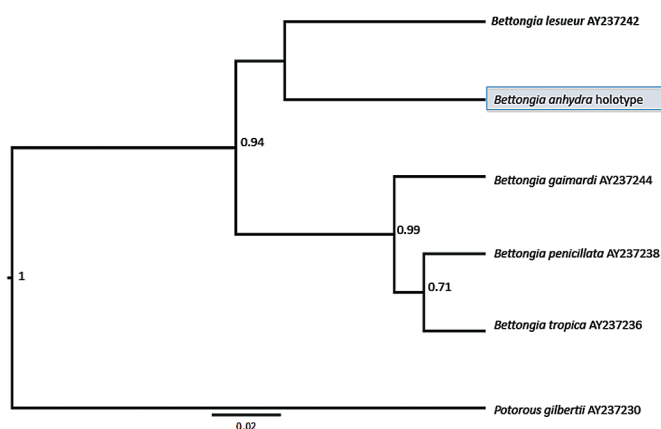 Bettongia lesueur AY237242
Bettongia anhydra holotype
0.94
Bettongia gaimardi AY237244
0.99
Bettongia penicillata AY237238
1
0.71
Bettongia tropica AY237236
Potorous gilbertii AY237230
0.02